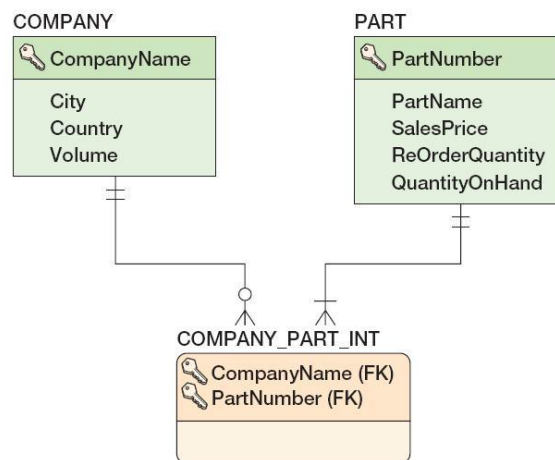 COMPANY
CompanyName
City
Country
Volume
PART
PartNumber
PartName
SalesPrice
ReOrderQuantity
QuantityOnHand
COMPANY_PART_INT
CompanyName (FK)
PartNumber (FK)